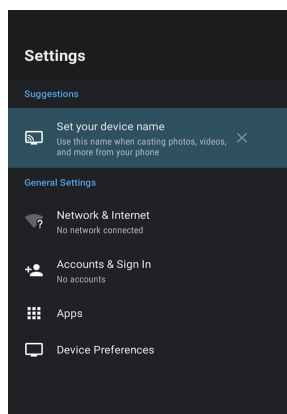 Settings
Suggestions
Set your device name
Use this name when casting photos, videos,
and more from your phone
General Settings
Network & Internet
No network connected
Accounts & Sign In
No accounts
Apps
Device Preferences